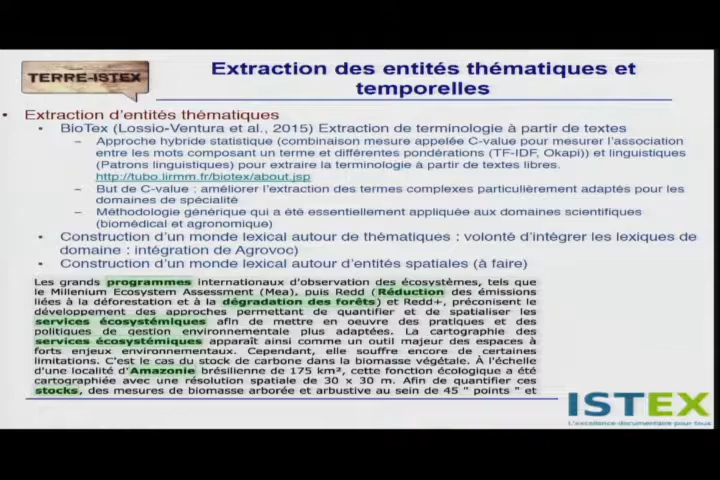 TERRE-ISTEX
Extraction des entités thématiques et
temporelles
• Extraction d'entités thématiques
• BioTex (Lossio-Ventura et al., 2015) Extraction de terminologie à partir de textes
– Approche hybride statistique (combinaison mesure appelée C-value pour mesurer l'association
entre les mots composant un terme et différentes pondérations (TF-IDF, Okapi)) et linguistiques
(Patrons linguistiques) pour extraire la terminologie à partir de textes libres.
http://tubo.lirmm.fr/biotex/about.jsp
– But de C-value : améliorer l'extraction des termes complexes particulièrement adaptés pour les
domaines de spécialité
– Méthodologie générique qui a été essentiellement appliquée aux domaines scientifiques
(biomédical et agronomique)
• Construction d'un monde lexical autour de thématiques : volonté d'intégrer les lexiques de
domaine : intégration de Agrovoc)
• Construction d'un monde lexical autour d'entités spatiales (à faire)
Les grands programmes internationaux d'observation des écosystèmes, tels que
le Millenium Ecosystem Assessment (Mea), puis Redd (Réduction des émissions
liées à la déforestation et à la dégradation des forêts) et Redd+, préconisent le
développement des approches permettant de quantifier et de spatialiser les
services écosystémiques afin de mettre en oeuvre des pratiques et des
politiques de gestion environnementale plus adaptées. La cartographie des
services écosystémiques apparaît ainsi comme un outil majeur des espaces à
forts enjeux environnementaux. Cependant, elle souffre encore de certaines
limitations. C'est le cas du stock de carbone dans la biomasse végétale. À l'échelle
d'une localité d'Amazonie brésilienne de 175 km², cette fonction écologique a été
cartographiée avec une résolution spatiale de 30 x 30 m. Afin de quantifier ces
stocks, des mesures de biomasse arborée et arbustive au sein de 45 " points " et
ISTEX
L'excellence documentaire pour tous